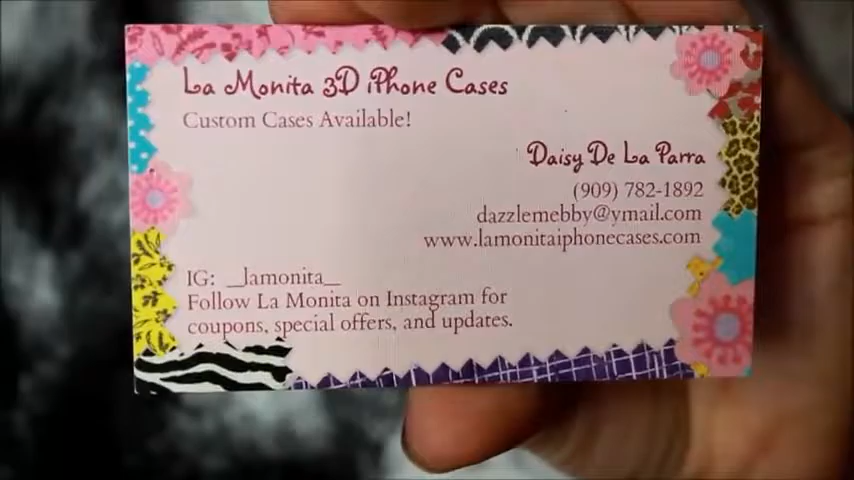 La Monita 3D iPhone Cases
Custom Cases Available!
Daisy De La Parra
(909) 782-1892
dazzlemebby@ymail.com
www.lamonitaiphonecases.com
IG: __lamonita__
Follow La Monita on Instagram for
coupons, special offers, and updates.